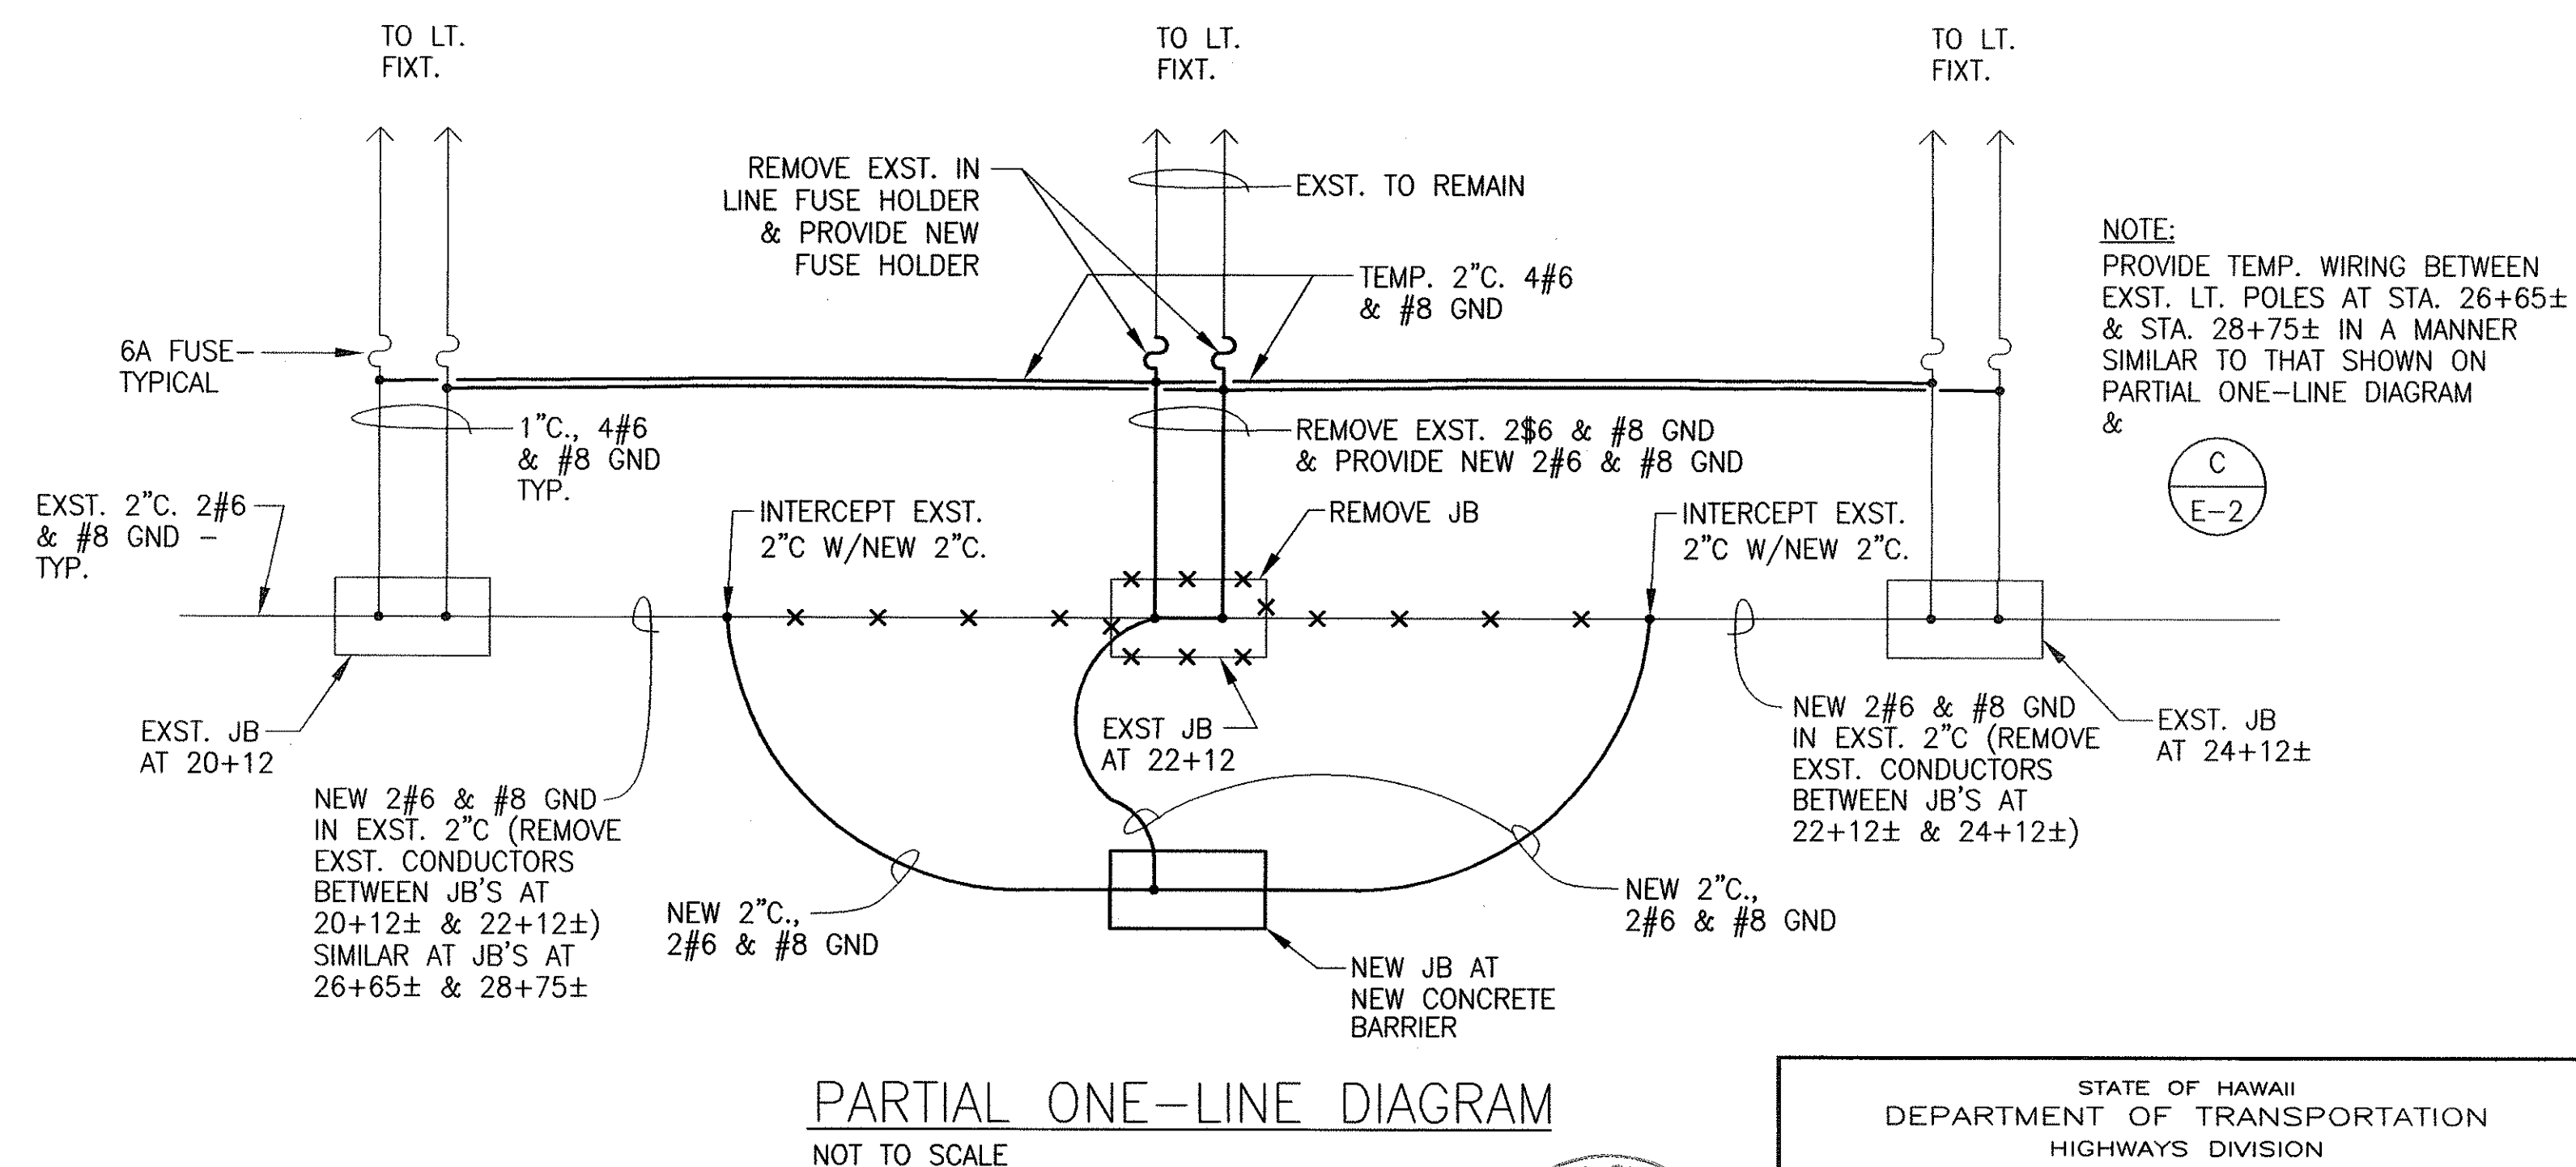 TO LT.
FIXT.
TO LT.
FIXT.
TO LT.
FIXT.
REMOVE EXST. IN
LINE FUSE HOLDER
& PROVIDE NEW
FUSE HOLDER
EXST. TO REMAIN
TEMP. 2"C. 4#6
& #8 GND
NOTE:
PROVIDE TEMP. WIRING BETWEEN
EXST. LT. POLES AT STA. 26+65±
& STA. 28+75± IN A MANNER
SIMILAR TO THAT SHOWN ON
PARTIAL ONE-LINE DIAGRAM
&
C
E-2
6A FUSE-
TYPICAL
1"C., 4#6
& #8 GND
TYP.
REMOVE EXST. 2$6 & #8 GND
& PROVIDE NEW 2#6 & #8 GND
EXST. 2"C. 2#6
& #8 GND -
TYP.
INTERCEPT EXST.
2"C W/NEW 2"C.
REMOVE JB
INTERCEPT EXST.
2"C W/NEW 2"C.
EXST. JB
AT 20+12
EXST JB
AT 22+12
NEW 2#6 & #8 GND
IN EXST. 2"C (REMOVE
EXST. CONDUCTORS
BETWEEN JB'S AT
22+12± & 24+12±)
EXST. JB
AT 24+12±
NEW 2#6 & #8 GND
IN EXST. 2"C (REMOVE
EXST. CONDUCTORS
BETWEEN JB'S AT
20+12± & 22+12±)
SIMILAR AT JB'S AT
26+65± & 28+75±
NEW 2"C.,
2#6 & #8 GND
NEW 2"C.,
2#6 & #8 GND
NEW JB AT
NEW CONCRETE
BARRIER
PARTIAL ONE-LINE DIAGRAM
NOT TO SCALE
STATE OF HAWAII
DEPARTMENT OF TRANSPORTATION
HIGHWAYS DIVISION